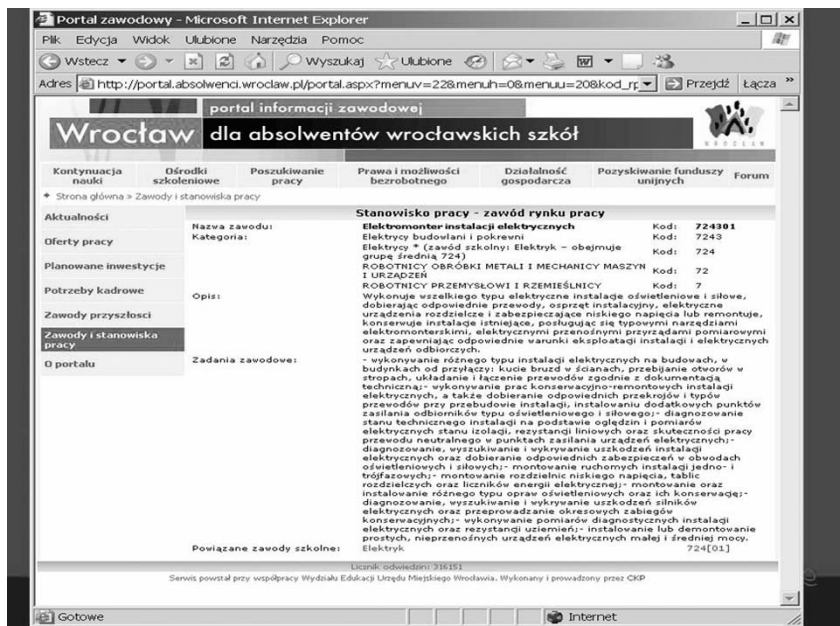 Portal zawodowy - Microsoft Internet Explorer
Plik Edycja Widok Ulubione Narzędzia Pomoc
Wstecz Wyszukaj Ulubione
Adres http://portal.absolwenci.wroclaw.pl/portal.aspx?menuv=22&menuh=0&menuu=20&kod_rp Przejdź Łącza »
portal informacji zawodowej
Wrocław dla absolwentów wrocławskich szkół
WROCŁAW
Kontynuacja nauki Ośrodki szkoleniowe Poszukiwanie pracy Prawa i możliwości bezrobotnego Działalność gospodarcza Pozyskiwanie funduszy unijnych Forum
Strona główna > Zawody i stanowiska pracy
Aktualności
Oferty pracy
Planowane inwestycje
Potrzeby kadrowe
Zawody przyszłosci
Zawody i stanowiska pracy
O portalu
Stanowisko pracy - zawód rynku pracy
Nazwa zawodu: Elektromonter instalacji elektrycznych Kod: 724301
Kategoria: Elektrycy budowlani i pokrewni Kod: 7243
Elektrycy * (zawód szkolny: Elektryk – obejmuje
grupę średnią 724) Kod: 724
ROBOTNICY OBRÓBKI METALI I MECHANICY MASZYN
I URZĄDZEŃ Kod: 72
ROBOTNICY PRZEMYSŁOWI I RZEMIEŚLNICY Kod: 7
Opis: Wykonuje wszelkiego typu elektryczne instalacje oświetleniowe i siłowe,
dobierając odpowiednie przewody, osprzęt instalacyjny, elektryczne
urządzenia rozdzielcze i zabezpieczające niskiego napięcia lub remontuje,
konserwuje instalacje istniejące, posługując się typowymi narzędziami
elektromonterskimi, elektrycznymi przenośnymi przyrządami pomiarowymi
oraz zapewniając odpowiednie warunki eksploatacji instalacji i elektrycznych
urządzeń odbiorczych.
Zadania zawodowe: - wykonywanie różnego typu instalacji elektrycznych na budowach, w
budynkach od przyłączy: kucie bruzd w ścianach, przebijanie otworów w
stropach, układanie i łączenie przewodów zgodnie z dokumentacją
techniczną;- wykonywanie prac konserwacyjno-remontowych instalacji
elektrycznych, a także dobieranie odpowiednich przekrojów i typów
przewodów przy przebudowie instalacji, instalowaniu dodatkowych punktów
zasilania odbiorników typu oświetleniowego i siłowego;- diagnozowanie
stanu technicznego instalacji na podstawie oględzin i pomiarów
elektrycznych stanu izolacji, rezystancji liniowych oraz skuteczności pracy
przewodu neutralnego w punktach zasilania urządzeń elektrycznych;-
diagnozowanie, wyszukiwanie i wykrywanie uszkodzeń instalacji
elektrycznych oraz dobieranie odpowiednich zabezpieczeń w obwodach
oświetleniowych i siłowych;- montowanie ruchomych instalacji jedno- i
trójfazowych;- montowanie rozdzielnic niskiego napięcia, tablic
rozdzielczych oraz liczników energii elektrycznej;- montowanie oraz
instalowanie różnego typu opraw oświetleniowych oraz ich konserwację;-
diagnozowanie, wyszukiwanie i wykrywanie uszkodzeń silników
elektrycznych oraz przeprowadzanie okresowych zabiegów
konserwacyjnych;- wykonywanie pomiarów diagnostycznych instalacji
elektrycznych oraz rezystancji uziemień;- instalowanie lub demontowanie
prostych, nieprzenośnych urządzeń elektrycznych małej i średniej mocy.
Powiązane zawody szkolne: Elektryk 724[01]
Licznik odwiedzin: 316151
Serwis powstał przy współpracy Wydziału Edukacji Urzędu Miejskiego Wrocławia. Wykonany i prowadzony przez CKP
Gotowe Internet